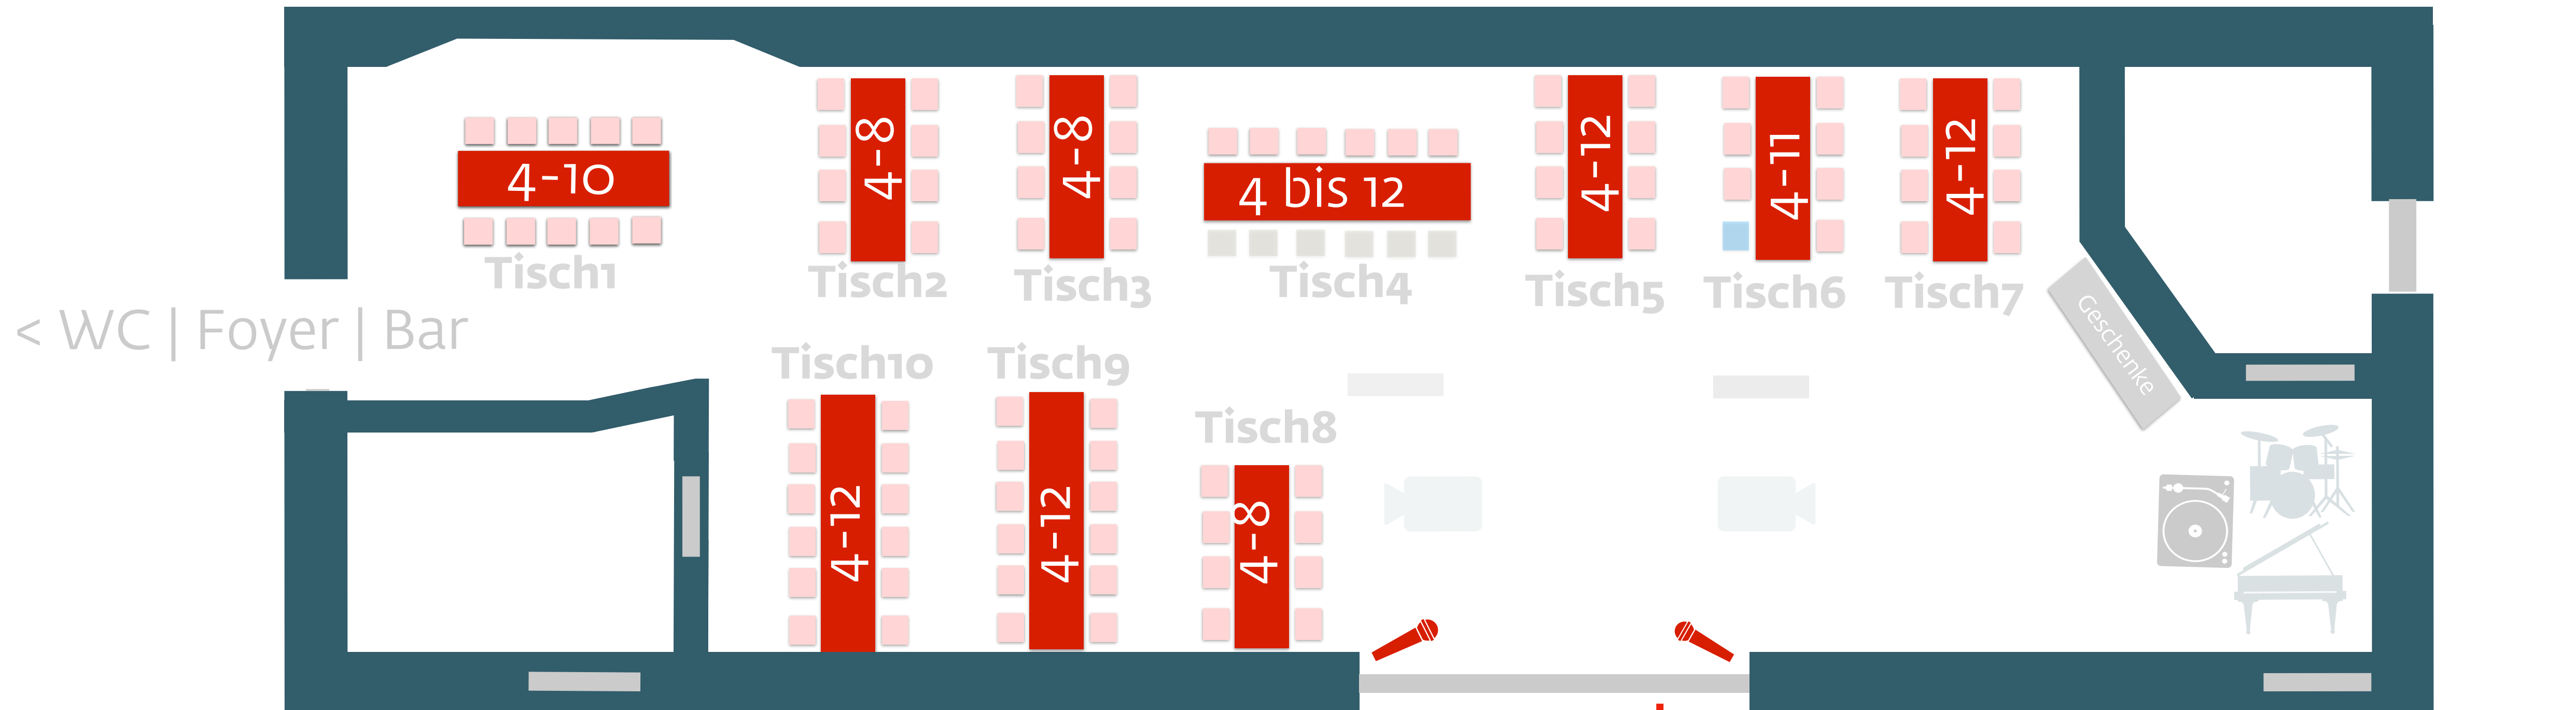 4-10
Tisch1
4-8
Tisch2
4-8
Tisch3
4 bis 12
Tisch4
4-12
Tisch5
4-11
Tisch6
4-12
Tisch7
Geschenke
< WC | Foyer | Bar
Tisch10
4-12
Tisch9
4-12
Tisch8
4-8